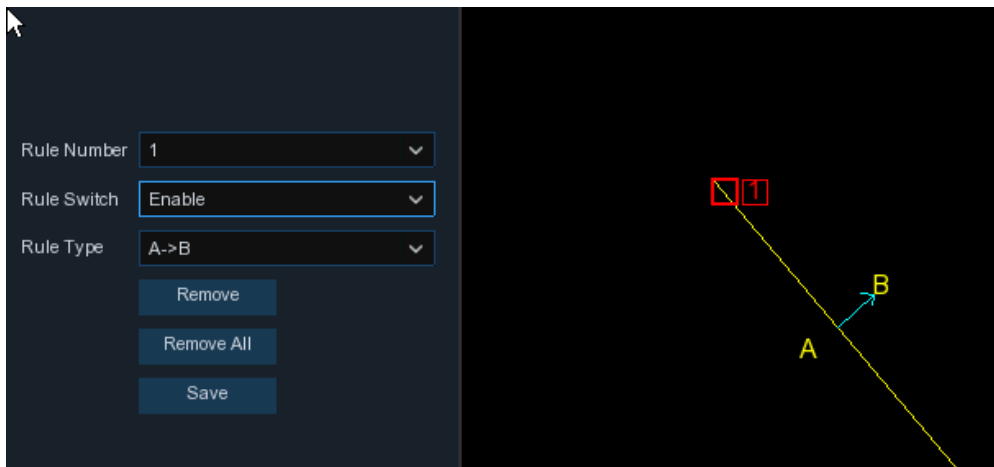 Rule Number 1
Rule Switch Enable
Rule Type A->B
Remove
Remove All
Save
1
B
A